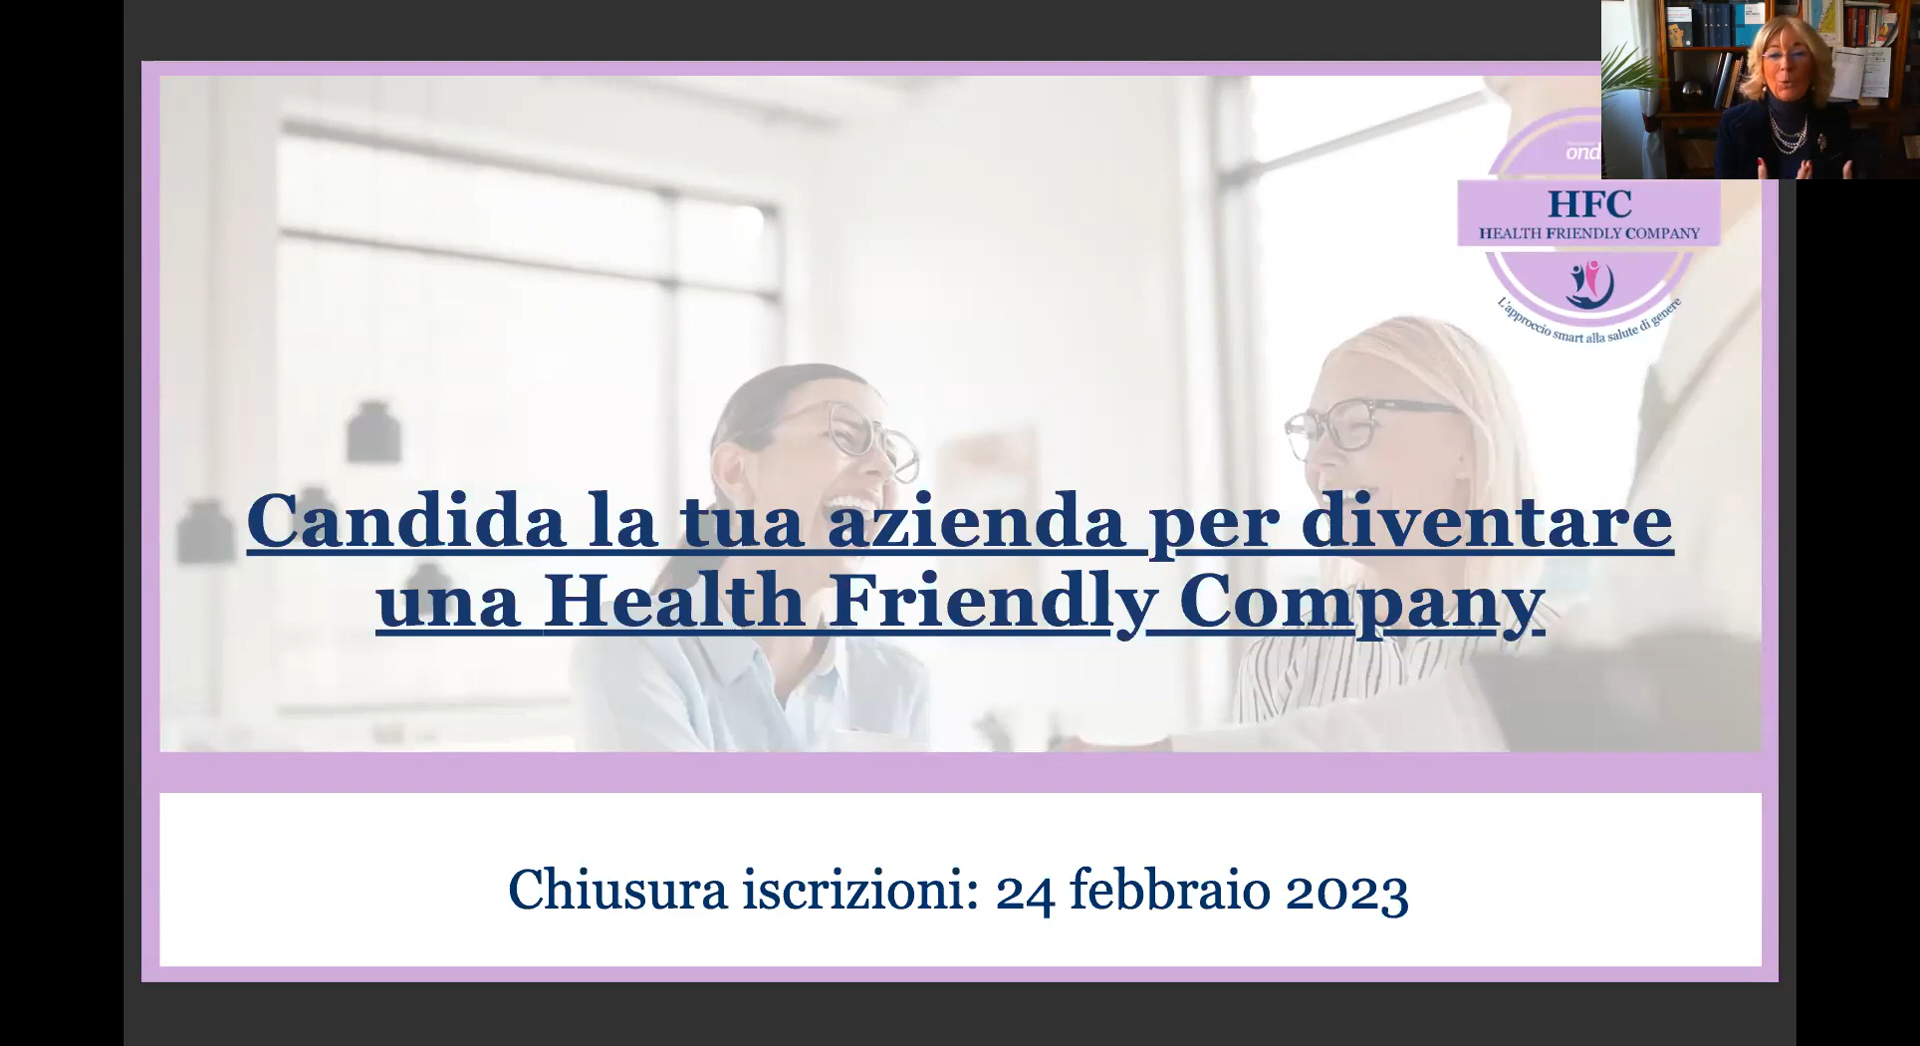 HFC
HEALTH FRIENDLY COMPANY
L'approccio smart alla salute di genere
Candida la tua azienda per diventare
una Health Friendly Company
Chiusura iscrizioni: 24 febbraio 2023